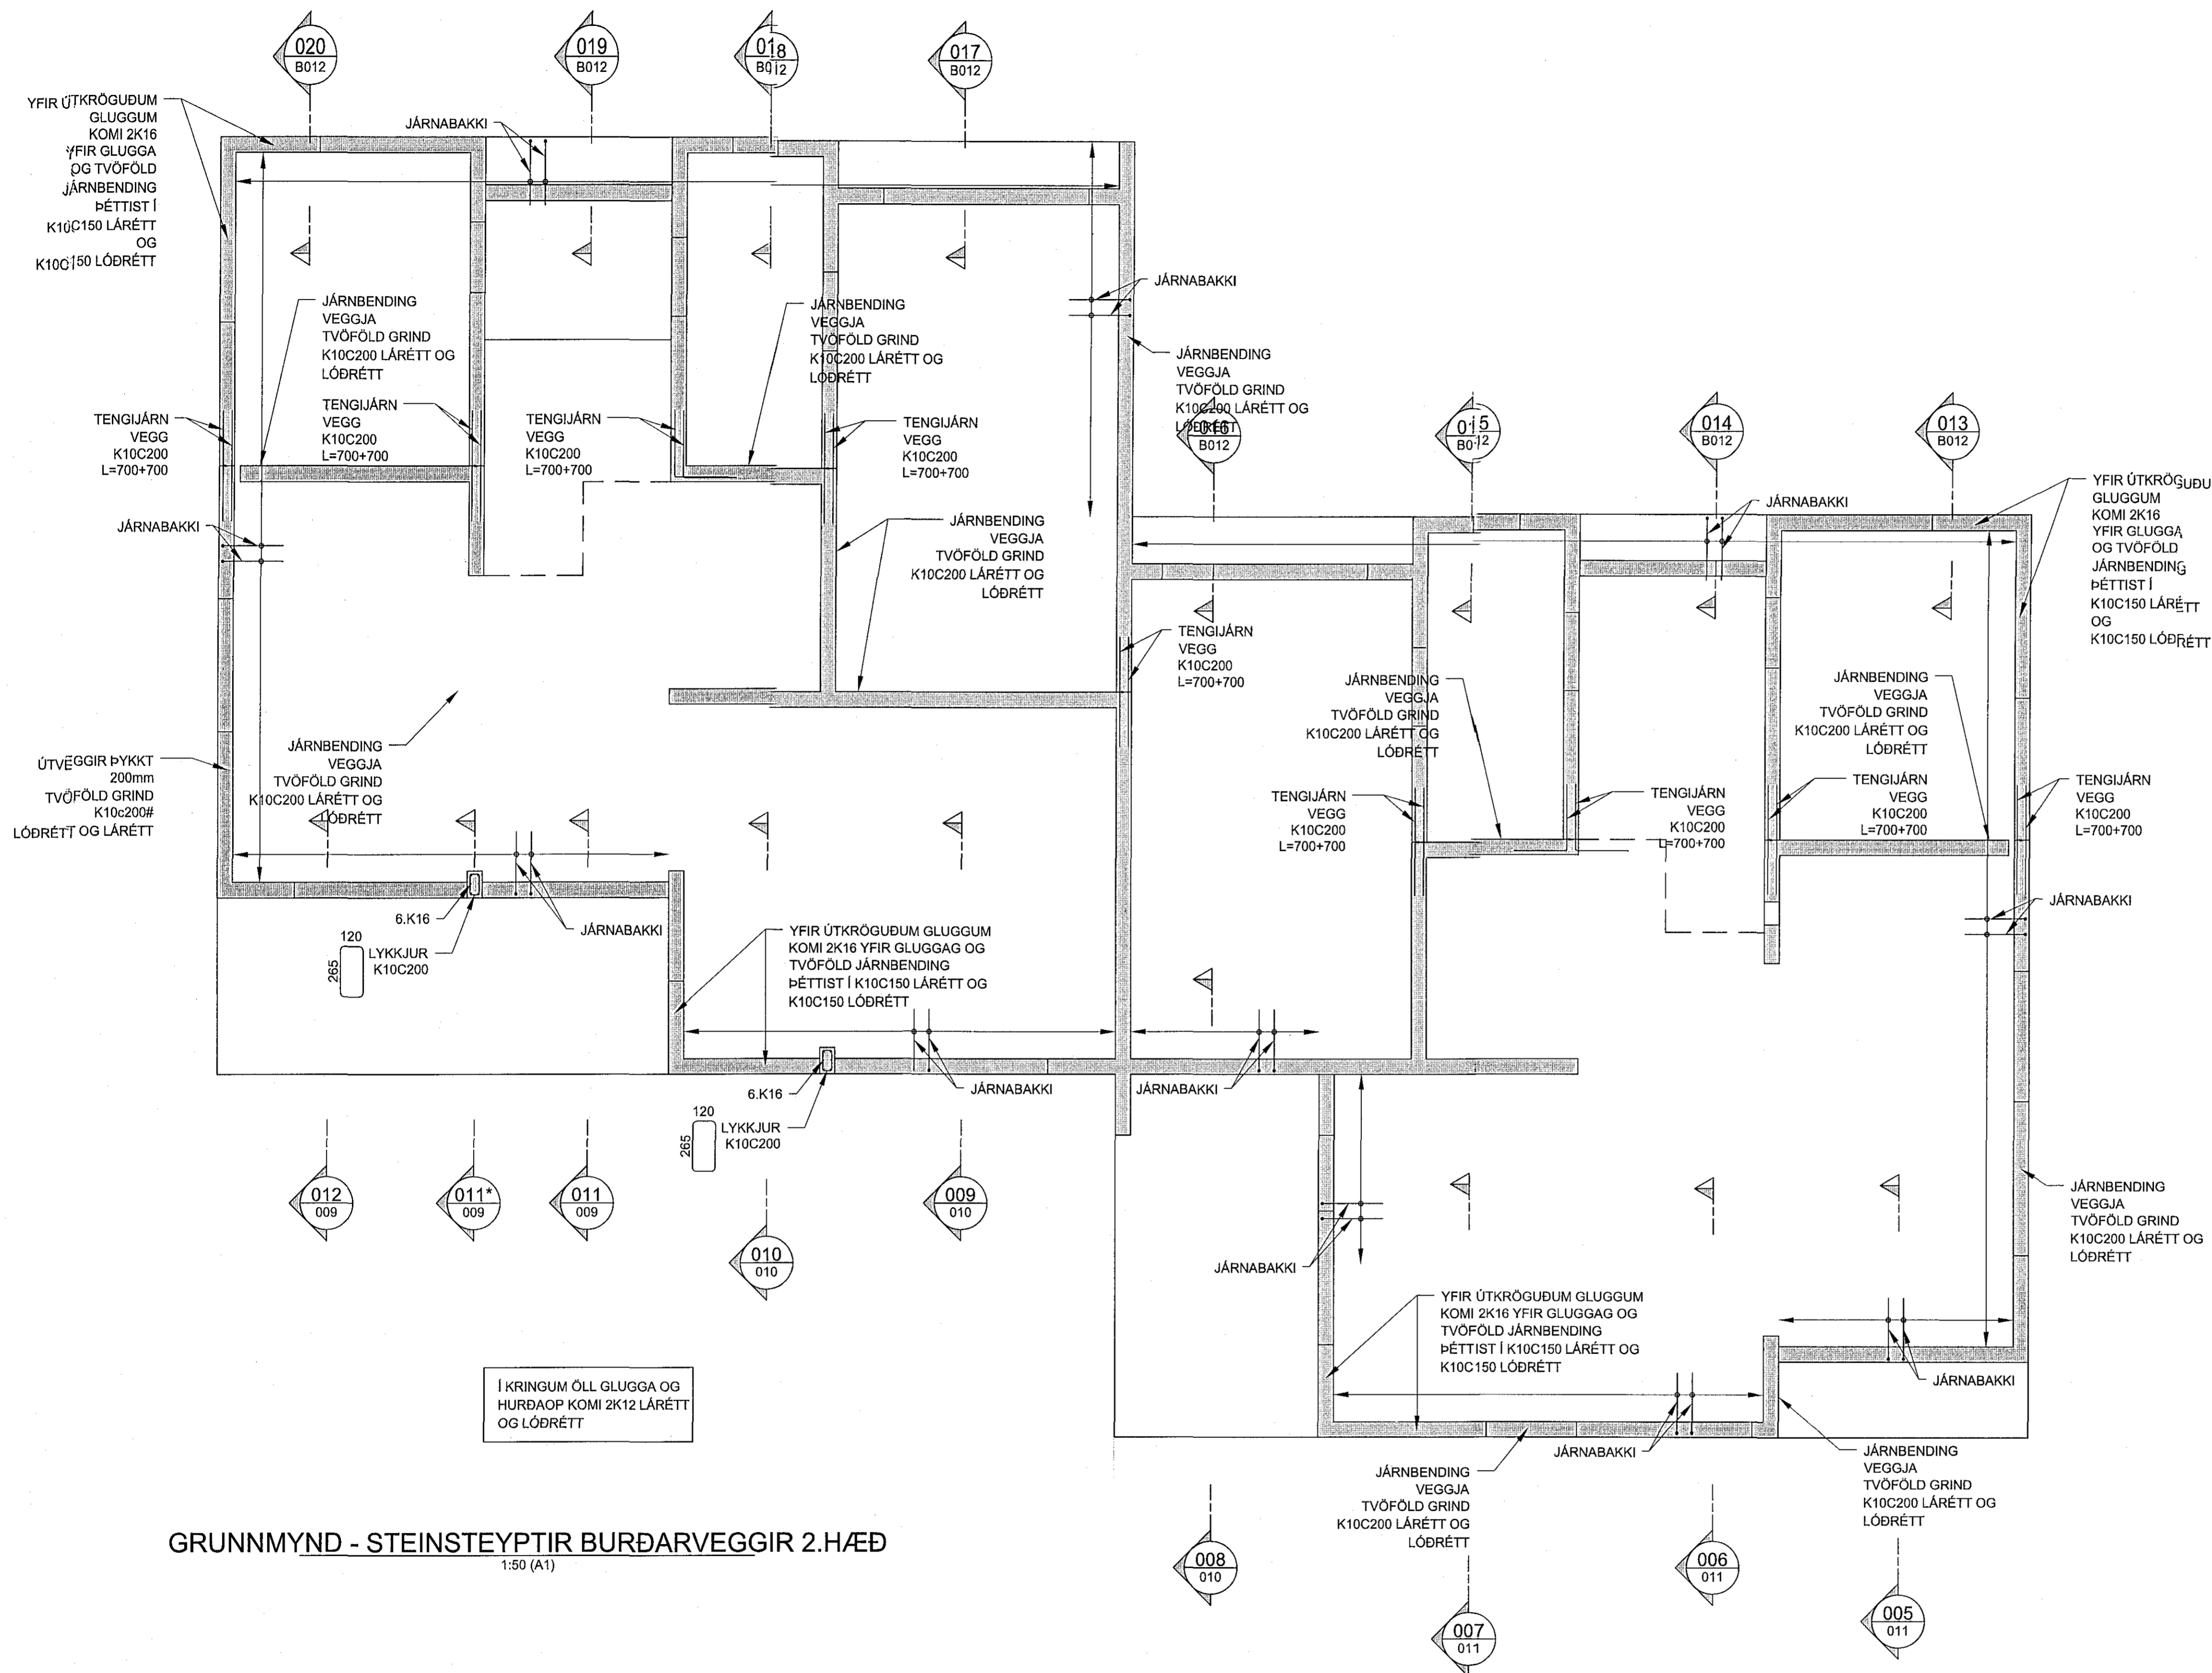 020
B012
019
B012
018
B012
017
B012
YFIR ÚTKRÖGUÐUM
GLUGGUM
KOMI 2K16
YFIR GLUGGA
OG TVÖFÖLD
JÁRNBENDING
ÞÉTTIST Í
K10C150 LÁRÉTT
OG
K10C150 LÓÐRÉTT
JÁRNABAKKI
JÁRNBENDING
VEGGJA
TVÖFÖLD GRIND
K10C200 LÁRÉTT OG
LÓÐRÉTT
JÁRNBENDING
VEGGJA
TVÖFÖLD GRIND
K10C200 LÁRÉTT OG
LÓÐRÉTT
JÁRNABAKKI
JÁRNBENDING
VEGGJA
TVÖFÖLD GRIND
K10C200 LÁRÉTT OG
LÓÐRÉTT
TENGIJÁRN
VEGG
K10C200
L=700+700
TENGIJÁRN
VEGG
K10C200
L=700+700
TENGIJÁRN
VEGG
K10C200
L=700+700
TENGIJÁRN
VEGG
K10C200
L=700+700
016
B012
015
B012
014
B012
013
B012
JÁRNABAKKI
JÁRNBENDING
VEGGJA
TVÖFÖLD GRIND
K10C200 LÁRÉTT OG
LÓÐRÉTT
JÁRNABAKKI
YFIR ÚTKRÖGUÐU
GLUGGUM
KOMI 2K16
YFIR GLUGGA
OG TVÖFÖLD
JÁRNBENDING
ÞÉTTIST Í
K10C150 LÁRÉTT
OG
K10C150 LÓÐRÉTT
TENGIJÁRN
VEGG
K10C200
L=700+700
JÁRNBENDING
VEGGJA
TVÖFÖLD GRIND
K10C200 LÁRÉTT OG
LÓÐRÉTT
JÁRNBENDING
VEGGJA
TVÖFÖLD GRIND
K10C200 LÁRÉTT OG
LÓÐRÉTT
ÚTVEGGIR ÞYKKT
200mm
TVÖFÖLD GRIND
K10c200#
LÓÐRÉTT OG LÁRÉTT
JÁRNBENDING
VEGGJA
TVÖFÖLD GRIND
K10C200 LÁRÉTT OG
LÓÐRÉTT
TENGIJÁRN
VEGG
K10C200
L=700+700
TENGIJÁRN
VEGG
K10C200
L=700+700
TENGIJÁRN
VEGG
K10C200
L=700+700
TENGIJÁRN
VEGG
K10C200
L=700+700
JÁRNABAKKI
6.K16
JÁRNABAKKI
120
265
LYKKJUR
K10C200
YFIR ÚTKRÖGUÐUM GLUGGUM
KOMI 2K16 YFIR GLUGGAG OG
TVÖFÖLD JÁRNBENDING
ÞÉTTIST Í K10C150 LÁRÉTT OG
K10C150 LÓÐRÉTT
6.K16
JÁRNABAKKI
JÁRNABAKKI
120
265
LYKKJUR
K10C200
012
009
011*
009
011
009
009
010
010
010
JÁRNBENDING
VEGGJA
TVÖFÖLD GRIND
K10C200 LÁRÉTT OG
LÓÐRÉTT
JÁRNABAKKI
YFIR ÚTKRÖGUÐUM GLUGGUM
KOMI 2K16 YFIR GLUGGAG OG
TVÖFÖLD JÁRNBENDING
ÞÉTTIST Í K10C150 LÁRÉTT OG
K10C150 LÓÐRÉTT
JÁRNABAKKI
Í KRINGUM ÖLL GLUGGA OG
HURÐAOP KOMI 2K12 LÁRÉTT
OG LÓÐRÉTT
JÁRNABAKKI
JÁRNBENDING
VEGGJA
TVÖFÖLD GRIND
K10C200 LÁRÉTT OG
LÓÐRÉTT
JÁRNBENDING
VEGGJA
TVÖFÖLD GRIND
K10C200 LÁRÉTT OG
LÓÐRÉTT
GRUNNMYND - STEINSTEYPTIR BURÐARVEGGIR 2.HÆÐ
1:50 (A1)
008
010
007
011
006
011
005
011